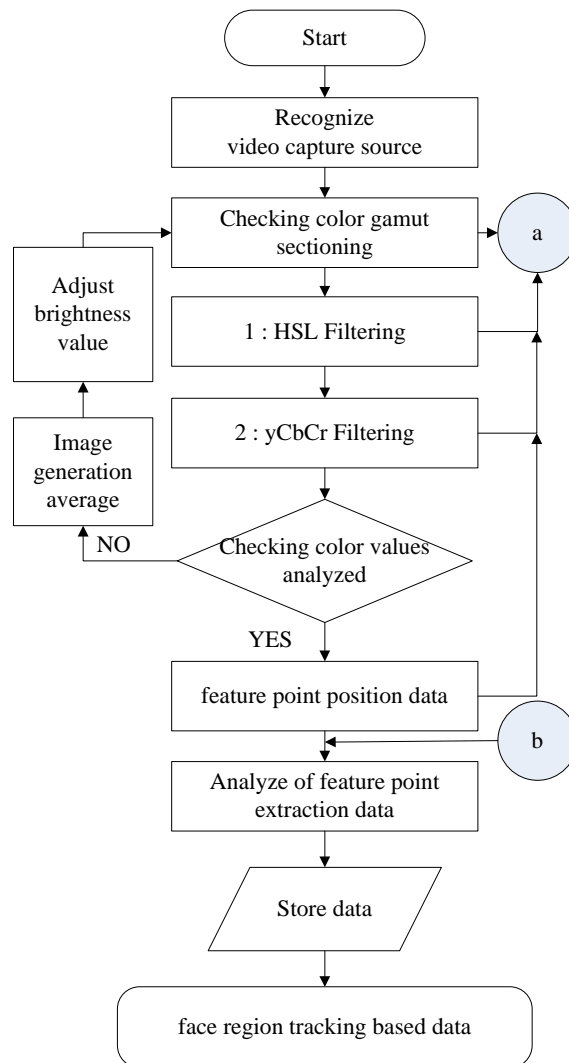 Start
Recognize
video capture source
Checking color gamut
sectioning
a
Adjust
brightness
value
1 : HSL Filtering
2 : yCbCr Filtering
Image
generation
average
NO
Checking color values
analyzed
YES
feature point position data
b
Analyze of feature point
extraction data
Store data
face region tracking based data